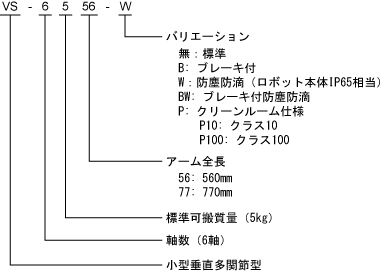 VS - 6 5 56 - W
バリエーション
無：標準
B: ブレーキ付
W：防塵防滴（ロボット本体IP65相当）
BW: ブレーキ付防塵防滴
P: クリーンルーム仕様
P10: クラス10
P100: クラス100
アーム全長
56: 560mm
77: 770mm
標準可搬質量（5kg）
軸数（6軸）
小型垂直多関節型